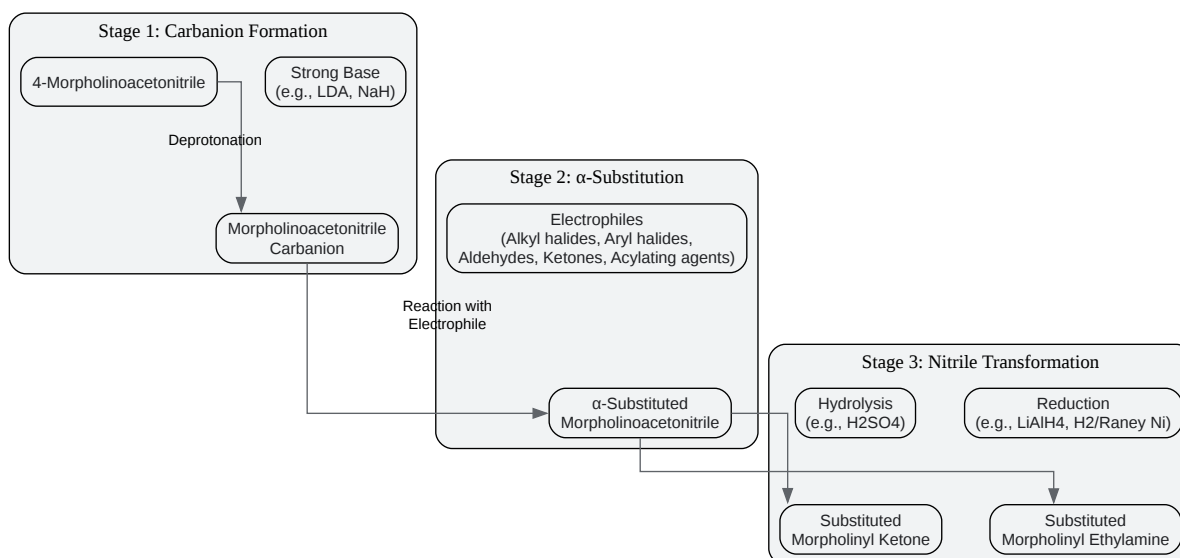 Stage 1: Carbanion Formation
4-Morpholinoacetonitrile
Strong Base
(e.g., LDA, NaH)
Deprotonation
Morpholinoacetonitrile
Carbanion
Stage 2: α-Substitution
Electrophiles
(Alkyl halides, Aryl halides,
Aldehydes, Ketones, Acylating agents)
Reaction with
Electrophile
α-Substituted
Morpholinoacetonitrile
Stage 3: Nitrile Transformation
Hydrolysis
(e.g., H2SO4)
Reduction
(e.g., LiAlH4, H2/Raney Ni)
Substituted
Morpholinyl Ketone
Substituted
Morpholinyl Ethylamine